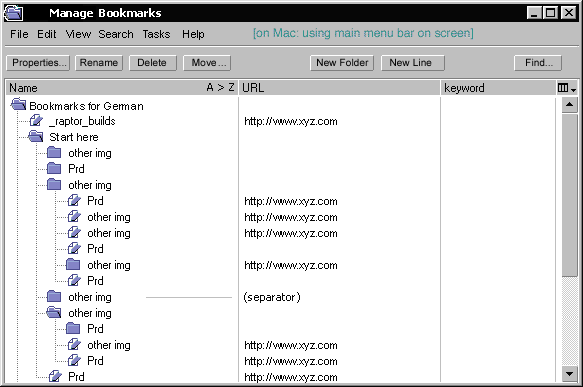 Manage Bookmarks
File Edit View Search Tasks Help [on Mac: using main menu bar on screen]
Properties... Rename Delete Move... New Folder New Line Find...
Name A > Z URL keyword
Bookmarks for German
_raptor_builds http://www.xyz.com
Start here
other img
Prd
other img
Prd http://www.xyz.com
other img http://www.xyz.com
other img http://www.xyz.com
Prd
other img http://www.xyz.com
Prd
other img (separator)
other img
Prd
other img http://www.xyz.com
Prd http://www.xyz.com
Prd http://www.xyz.com